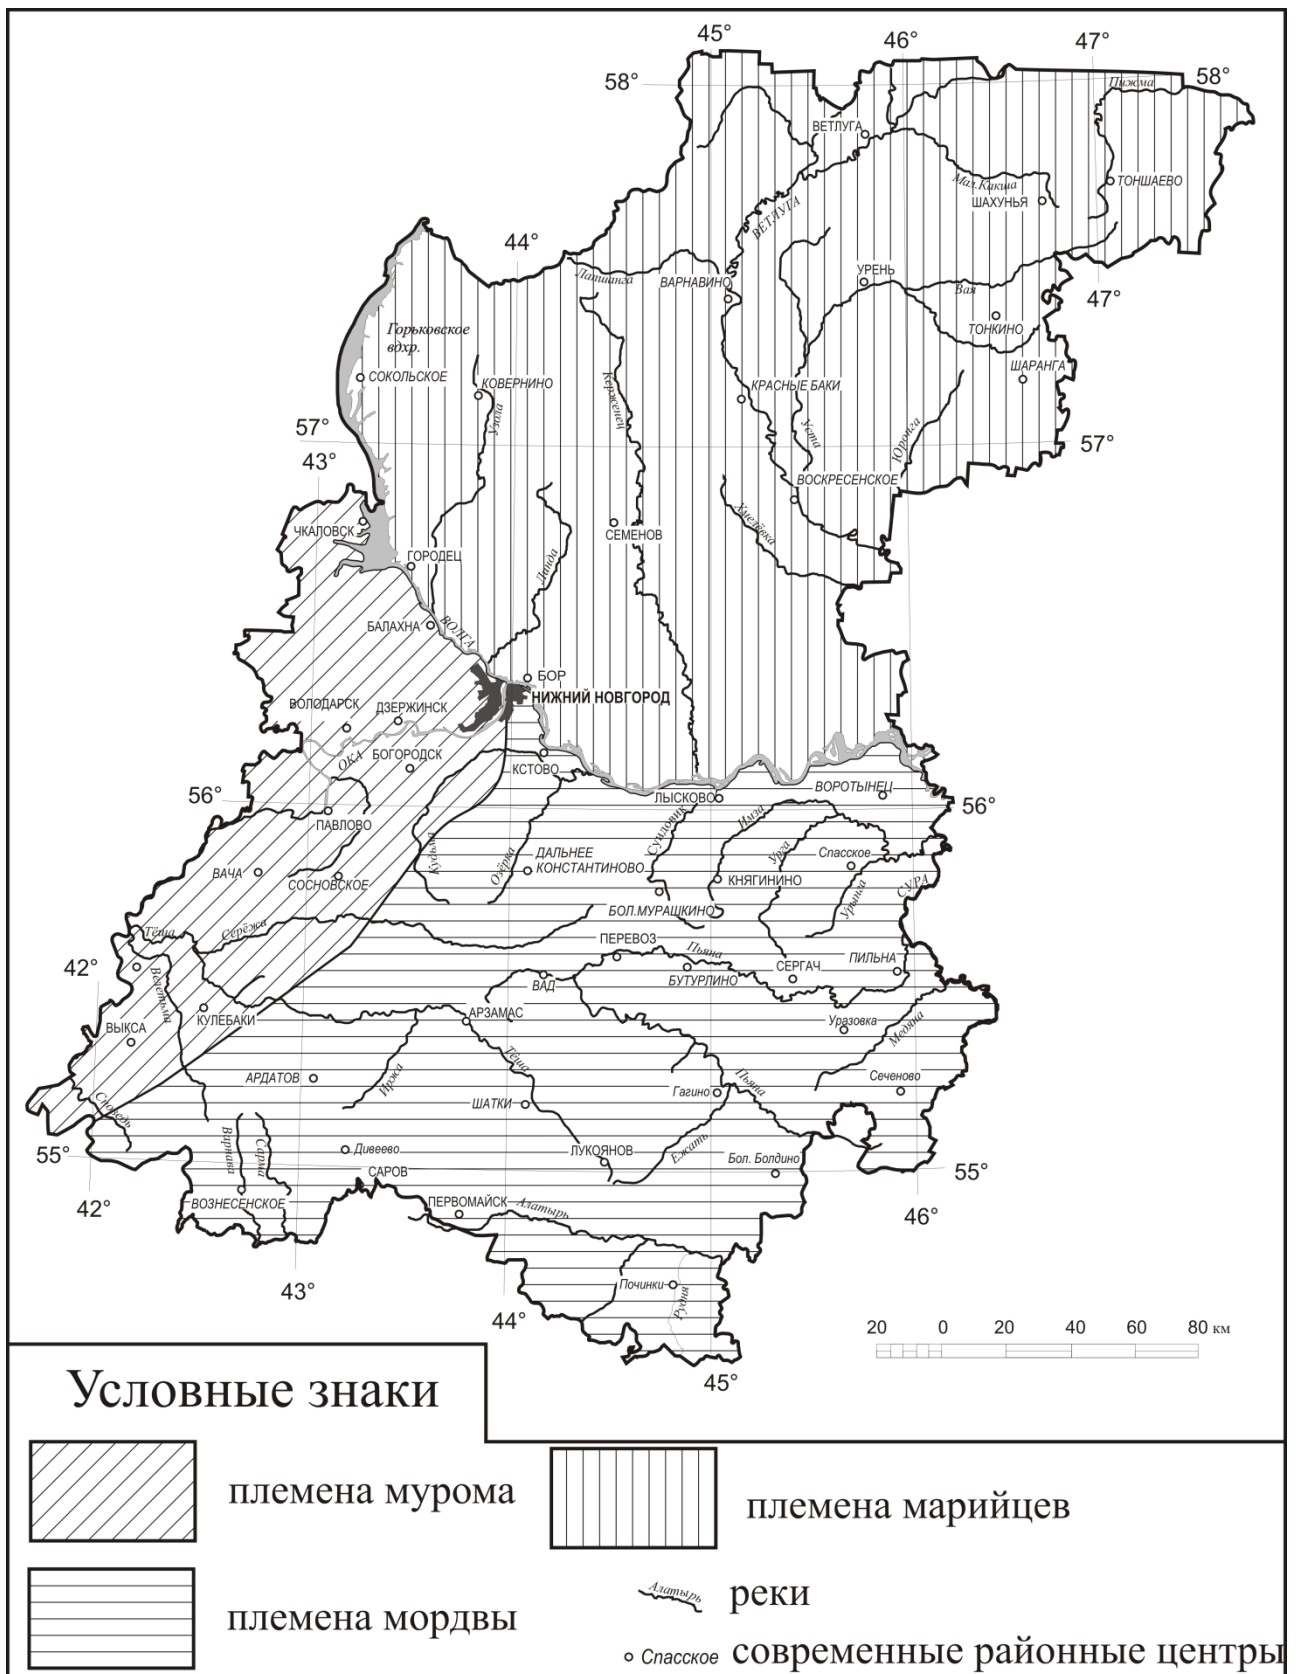 45°
46°
47°
58°
58°
Пижма
ВЕТЛУГА
Мал.Какша
ТОНШАЕВО
ШАХУНЬЯ
ВЕТЛУГА
44°
Лапшанга
ВАРНАВИНО
УРЕНЬ
Вая
47°
Горьковское
вдхр.
ТОНКИНО
СОКОЛЬСКОЕ
КОВЕРНИНО
Керженец
КРАСНЫЕ БАКИ
ШАРАНГА
Узола
Уста
Юронга
57°
57°
43°
ВОСКРЕСЕНСКОЕ
ЧКАЛОВСК
СЕМЕНОВ
Хмелёвка
ГОРОДЕЦ
Линда
БАЛАХНА
ВОЛГА
БОР
НИЖНИЙ НОВГОРОД
ВОЛОДАРСК
ДЗЕРЖИНСК
ОКА
БОГОРОДСК
КСТОВО
56°
ЛЫСКОВО
ВОРОТЫНЕЦ
56°
ПАВЛОВО
Имза
Сундовик
Кудьма
Озёрка
ДАЛЬНЕЕ
КОНСТАНТИНОВО
Урга
Спасское
ВАЧА
СОСНОВСКОЕ
КНЯГИНИНО
Урынга
СУРА
БОЛ.МУРАШКИНО
Тёша
Серёжа
ПЕРЕВОЗ
Пьяна
42°
Велетьма
ВАД
БУТУРЛИНО
СЕРГАЧ
ПИЛЬНА
КУЛЕБАКИ
АРЗАМАС
Уразовка
Медяна
ВЫКСА
Тёша
АРДАТОВ
Иржа
ШАТКИ
Гагино
Пьяна
Сеченово
Сноведь
55°
Варнава
Сарма
Дивеево
САРОВ
ЛУКОЯНОВ
Ежать
Бол. Болдино
55°
42°
ВОЗНЕСЕНСКОЕ
ПЕРВОМАЙСК
Алатырь
46°
43°
Починки
Рудня
44°
45°
20 0 20 40 60 80 км
Условные знаки
племена мурома
племена марийцев
племена мордвы
Алатырь реки
Спасское современные районные центры